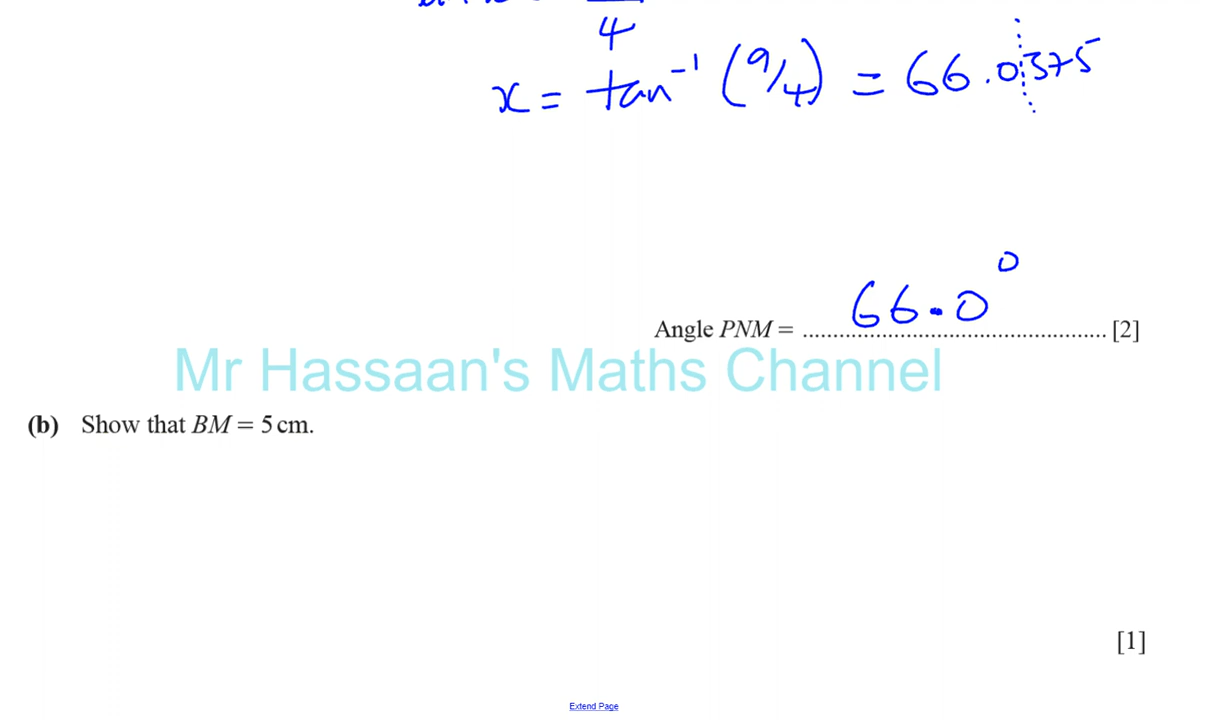 4
x = tan⁻¹ (9/4) = 66.0375
66.0°
Angle PNM = .......................................... [2]
Mr Hassaan's Maths Channel
(b) Show that BM = 5 cm.
[1]
Extend Page